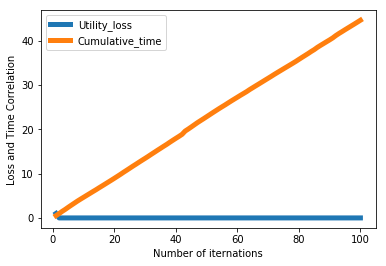 Utility_loss
Cumulative_time
Loss and Time Correlation
40
30
20
10
0
0 20 40 60 80 100
Number of iternations